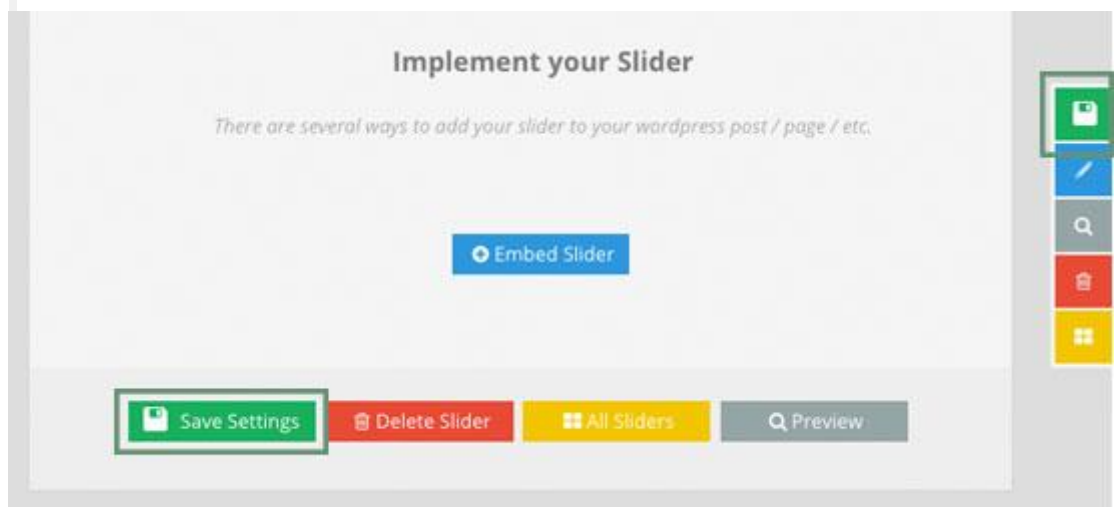 Implement your Slider
There are several ways to add your slider to your wordpress post / page / etc.
Embed Slider
Save Settings
Delete Slider
All Sliders
Preview